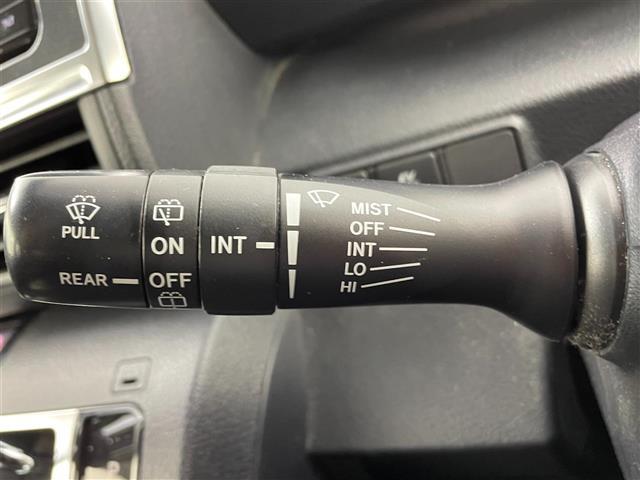 PULL
REAR
ON
OFF
INT
MIST
OFF
INT
LO
HI